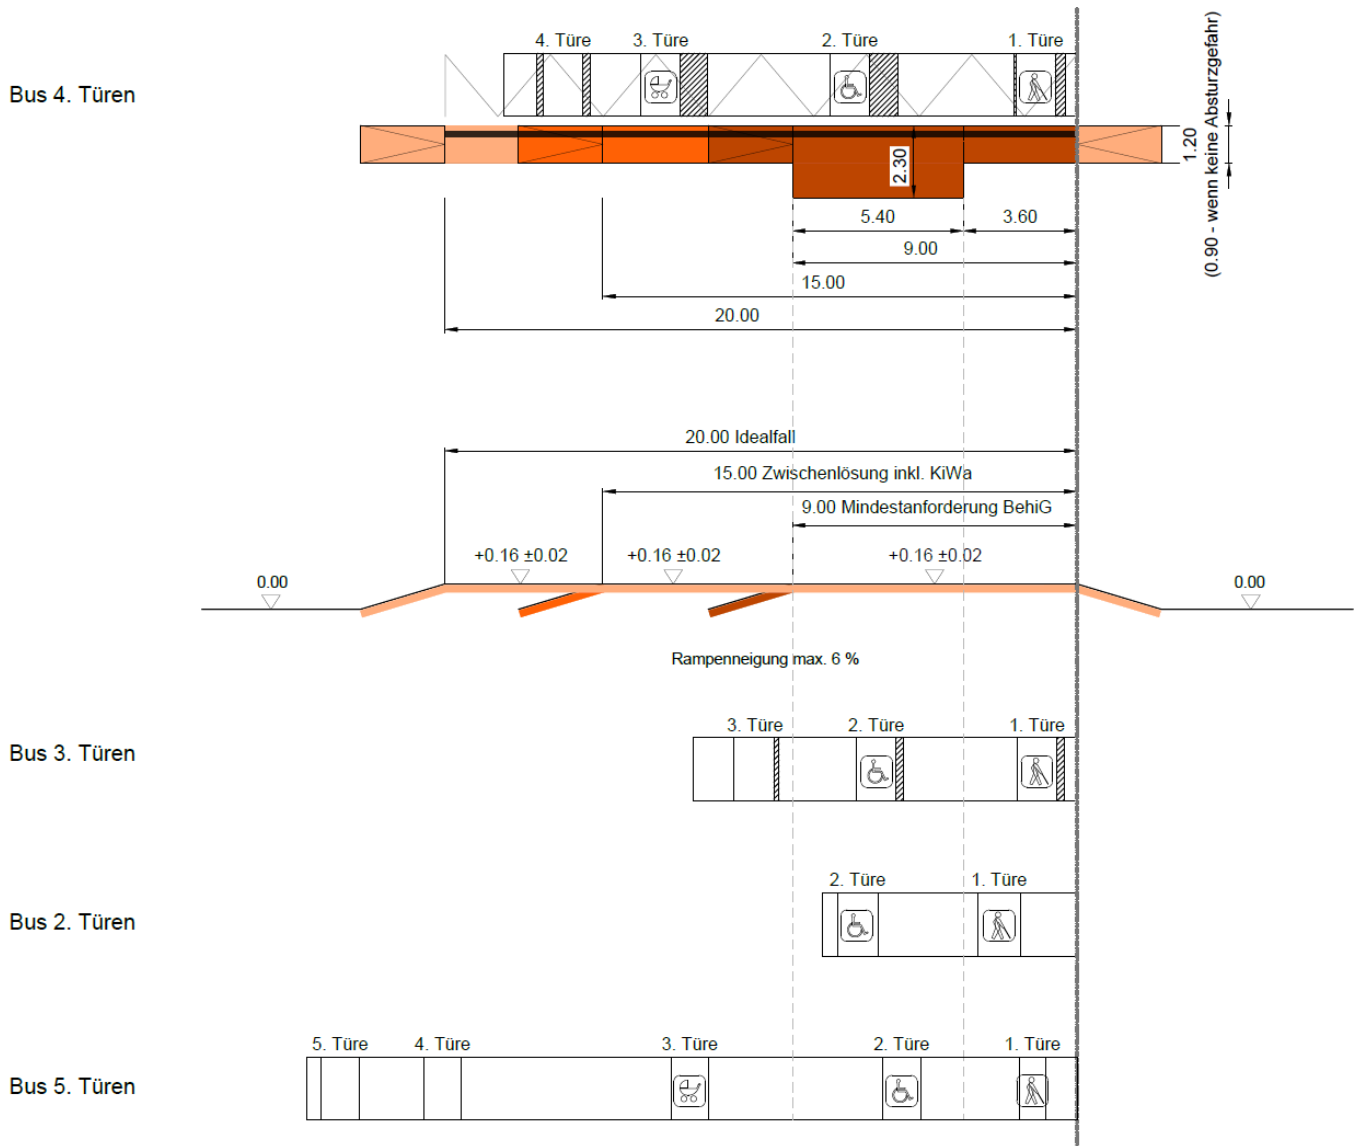 4. Türe 3. Türe 2. Türe 1. Türe
Bus 4. Türen
1.20
(0.90 - wenn keine Absturzgefahr)
2.30
5.40 3.60
9.00
15.00
20.00
20.00 Idealfall
15.00 Zwischenlösung inkl. KiWa
9.00 Mindestanforderung BehiG
+0.16 ±0.02 +0.16 ±0.02 +0.16 ±0.02
0.00 0.00
Rampenneigung max. 6 %
3. Türe 2. Türe 1. Türe
Bus 3. Türen
2. Türe 1. Türe
Bus 2. Türen
5. Türe 4. Türe 3. Türe 2. Türe 1. Türe
Bus 5. Türen